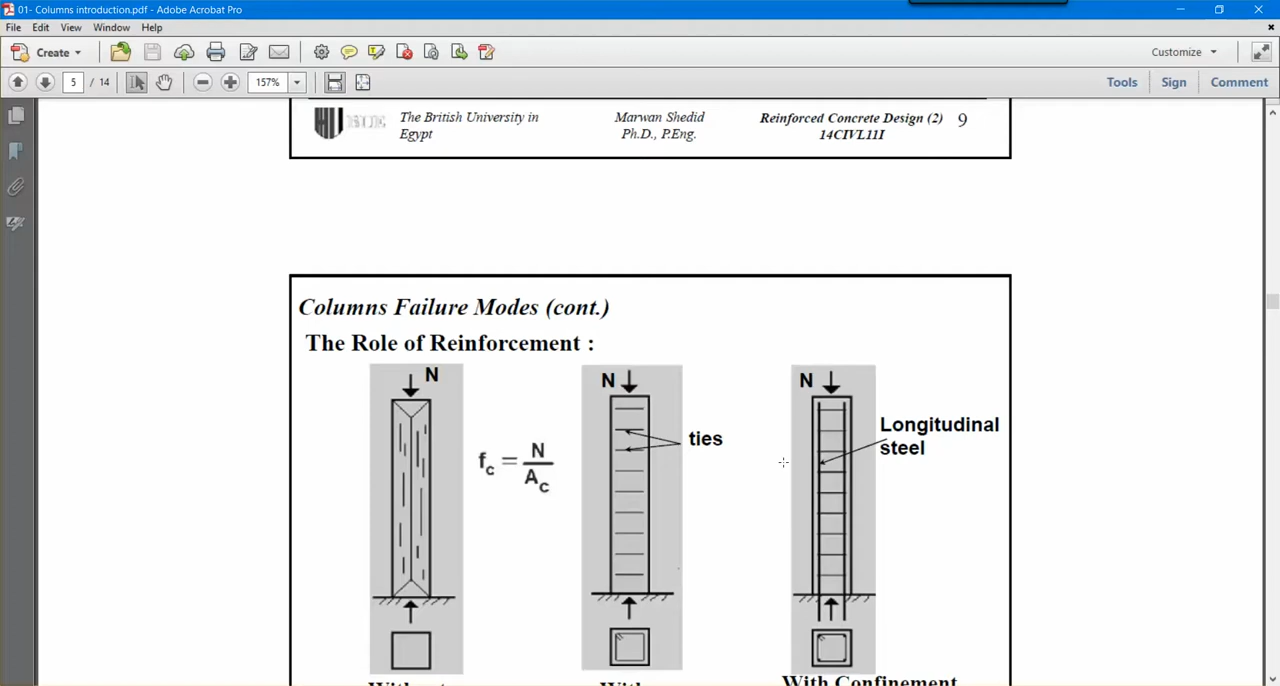 01- Columns introduction.pdf - Adobe Acrobat Pro
File Edit View Window Help
Create
Customize
5 / 14
157%
Tools Sign Comment
The British University in
Egypt
Marwan Shedid
Ph.D., P.Eng.
Reinforced Concrete Design (2)
14CIVL11I
9
Columns Failure Modes (cont.)
The Role of Reinforcement :
N
fc = N
Ac
N
ties
N
Longitudinal
steel
With Confinement